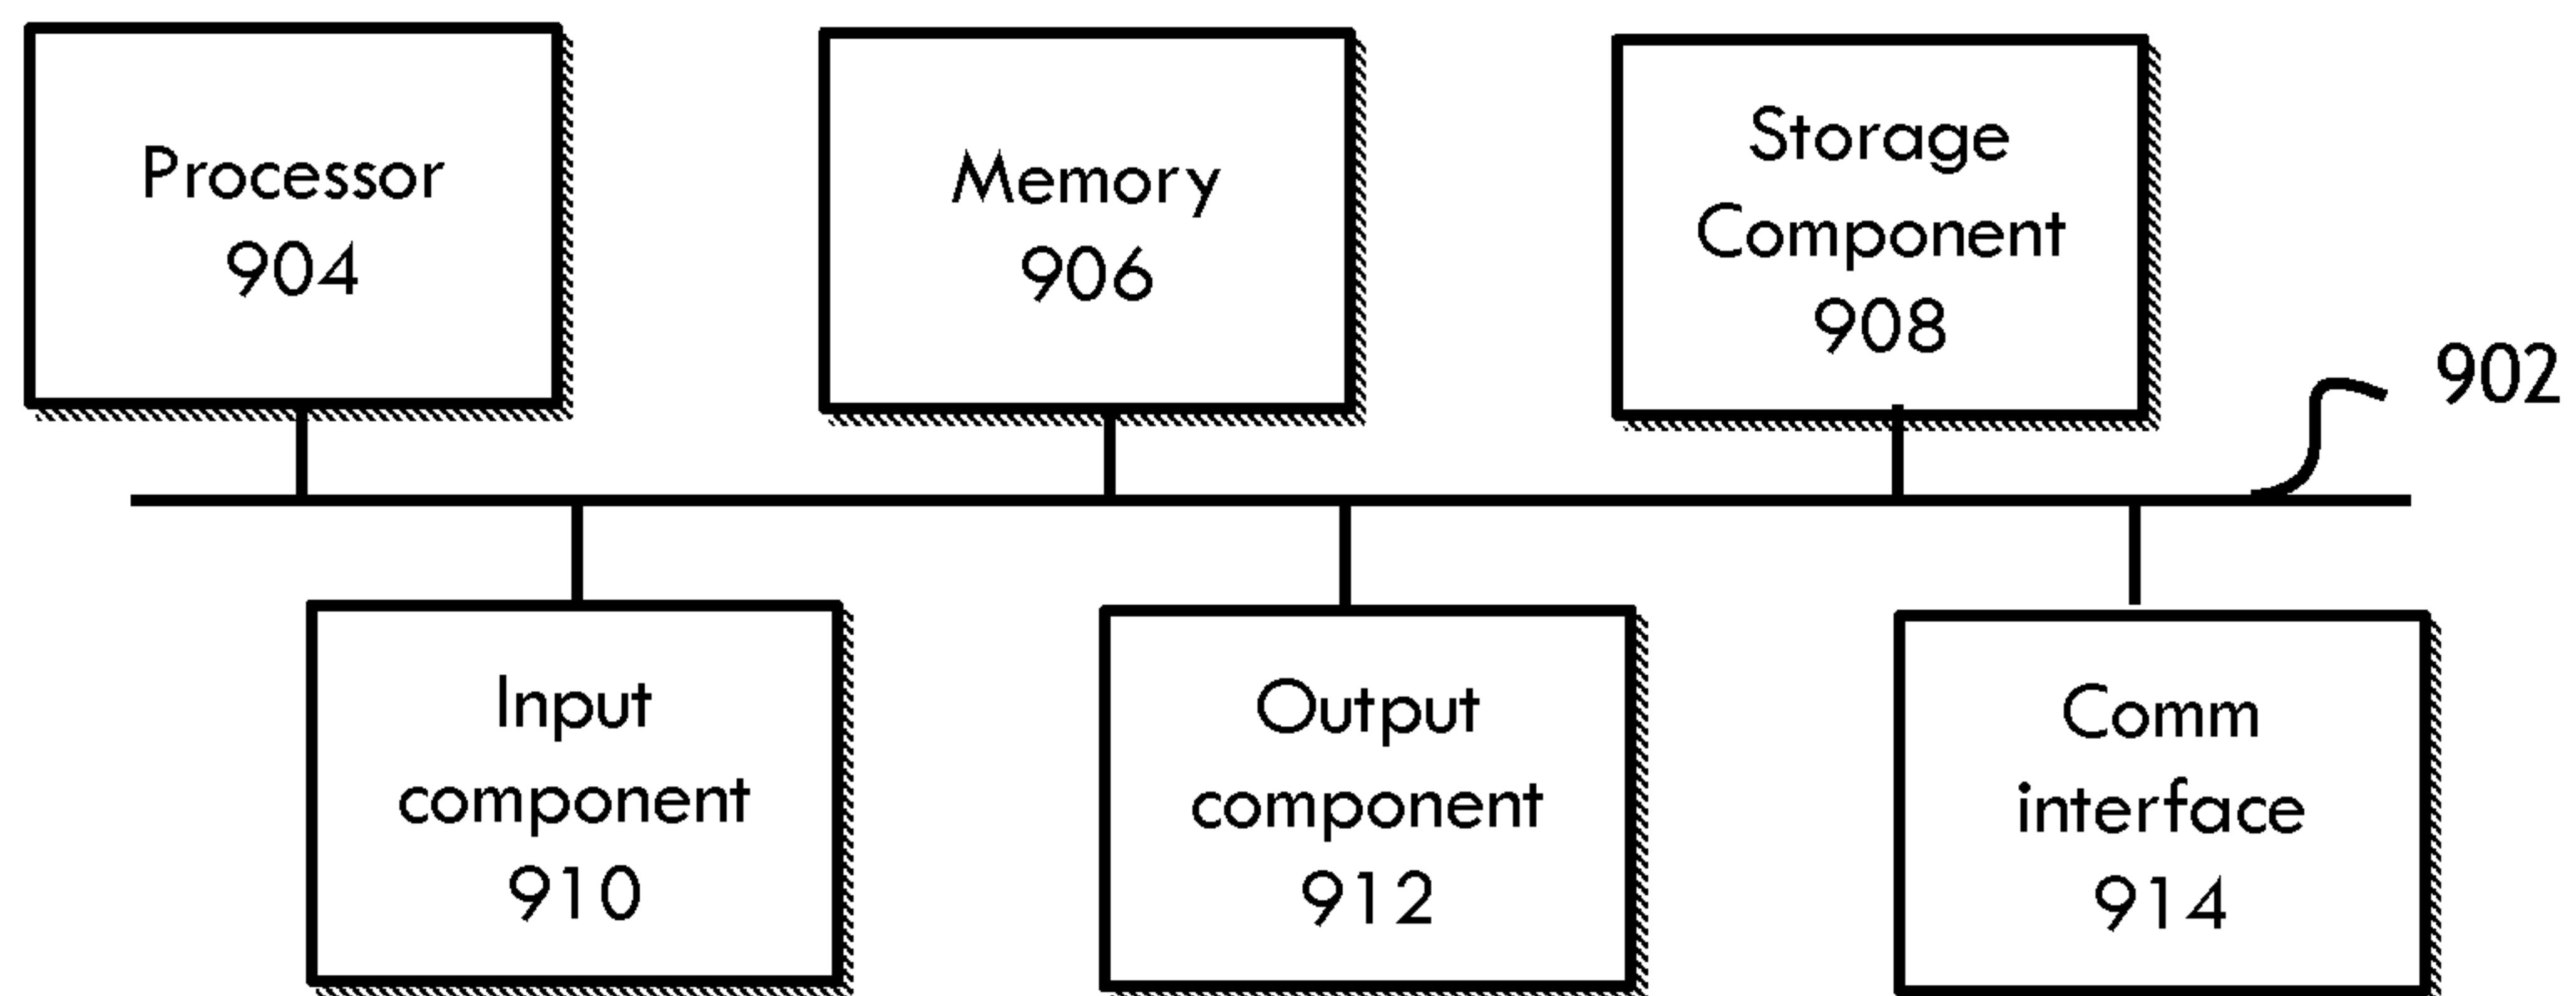 Processor
904
Memory
906
Storage
Component
908
902
Input
component
910
Output
component
912
Comm
interface
914